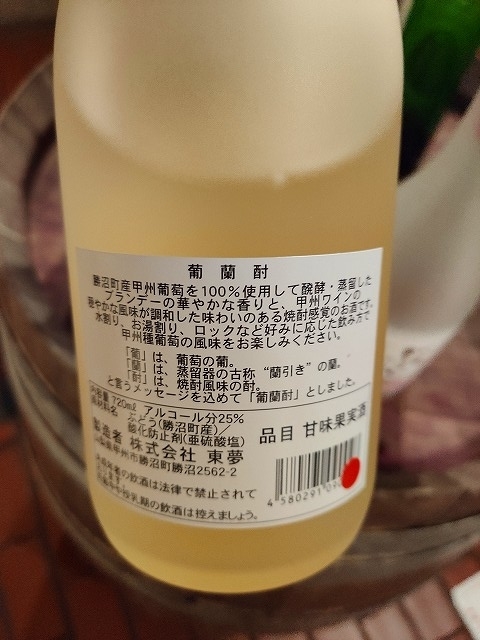 葡蘭酎
勝沼町産甲州葡萄を100%使用して醗酵・蒸留した
ブランデーの華やかな香りと、甲州ワインの
華やかな風味が調和した味わいのある焼酎感覚のお酒です。
水割り、お湯割り、ロックなど好みに応じた飲み方で
甲州種葡萄の風味をお楽しみください。
「葡」は、葡萄の葡。
「蘭」は、蒸留器の古称“蘭引き”の蘭。
「酎」は、焼酎風味の酎。
と言うメッセージを込めて「葡蘭酎」としました。
内容量 720ml アルコール分25%
原材料名 ぶどう(勝沼町産)/
酸化防止剤(亜硫酸塩)
品目 甘味果実酒
製造者 株式会社 東夢
山梨県甲州市勝沼町勝沼2562-2
の飲酒は法律で禁止されて
授乳期の飲酒は控えましょう。
4 580291 09